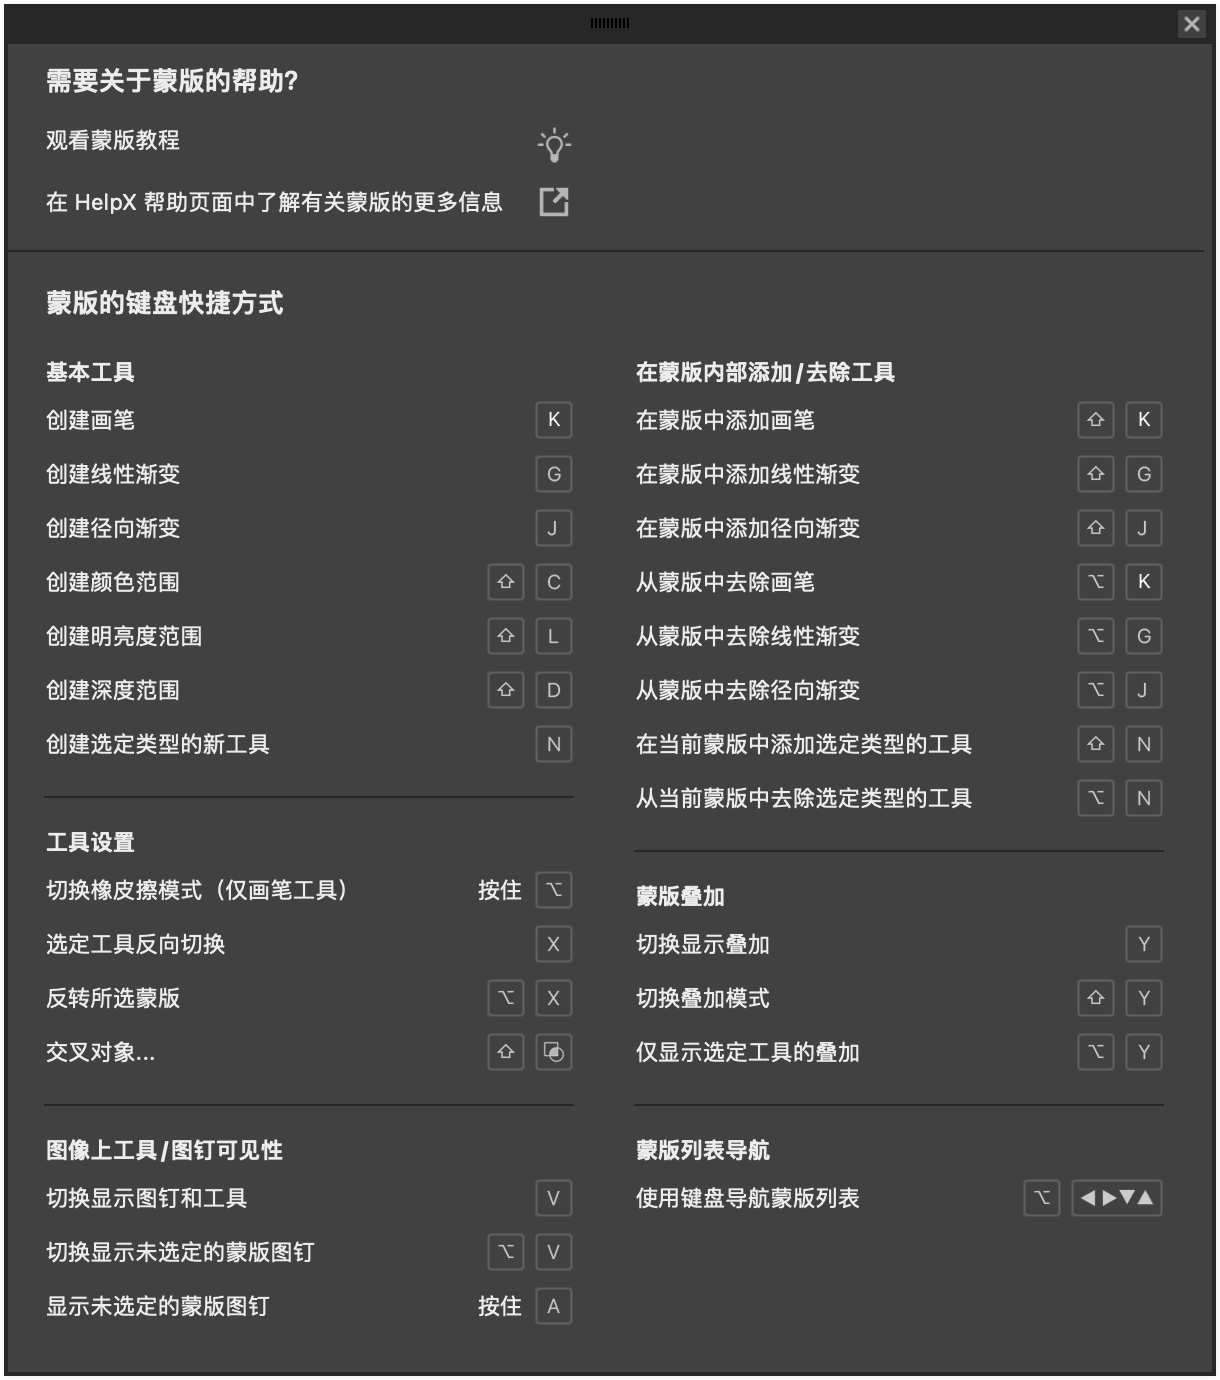 需要关于蒙版的帮助?
观看蒙版教程
在 HelpX 帮助页面中了解有关蒙版的更多信息
蒙版的键盘快捷方式
基本工具
创建画笔 K
创建线性渐变 G
创建径向渐变 J
创建颜色范围 ⇧ C
创建明亮度范围 ⇧ L
创建深度范围 ⇧ D
创建选定类型的新工具 N
工具设置
切换橡皮擦模式（仅画笔工具） 按住 ⌥
选定工具反向切换 X
反转所选蒙版 ⌥ X
交叉对象... ⇧
图像上工具/图钉可见性
切换显示图钉和工具 V
切换显示未选定的蒙版图钉 ⌥ V
显示未选定的蒙版图钉 按住 A
在蒙版内部添加/去除工具
在蒙版中添加画笔 ⇧ K
在蒙版中添加线性渐变 ⇧ G
在蒙版中添加径向渐变 ⇧ J
从蒙版中去除画笔 ⌥ K
从蒙版中去除线性渐变 ⌥ G
从蒙版中去除径向渐变 ⌥ J
在当前蒙版中添加选定类型的工具 ⇧ N
从当前蒙版中去除选定类型的工具 ⌥ N
蒙版叠加
切换显示叠加 Y
切换叠加模式 ⇧ Y
仅显示选定工具的叠加 ⌥ Y
蒙版列表导航
使用键盘导航蒙版列表 ⌥ ◀▶▼▲